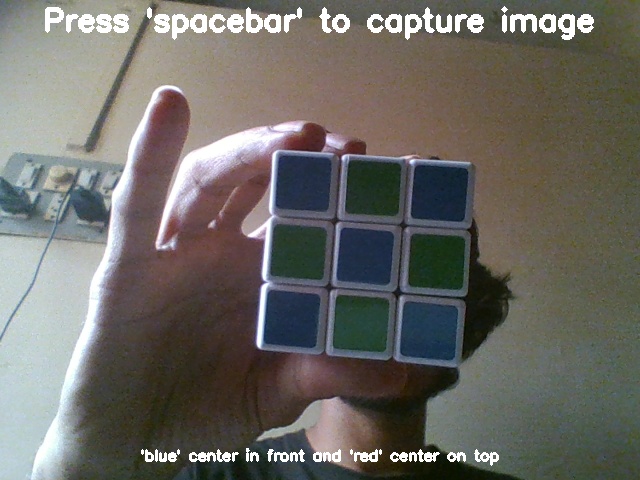 Press 'spacebar' to capture image
'blue' center in front and 'red' center on top